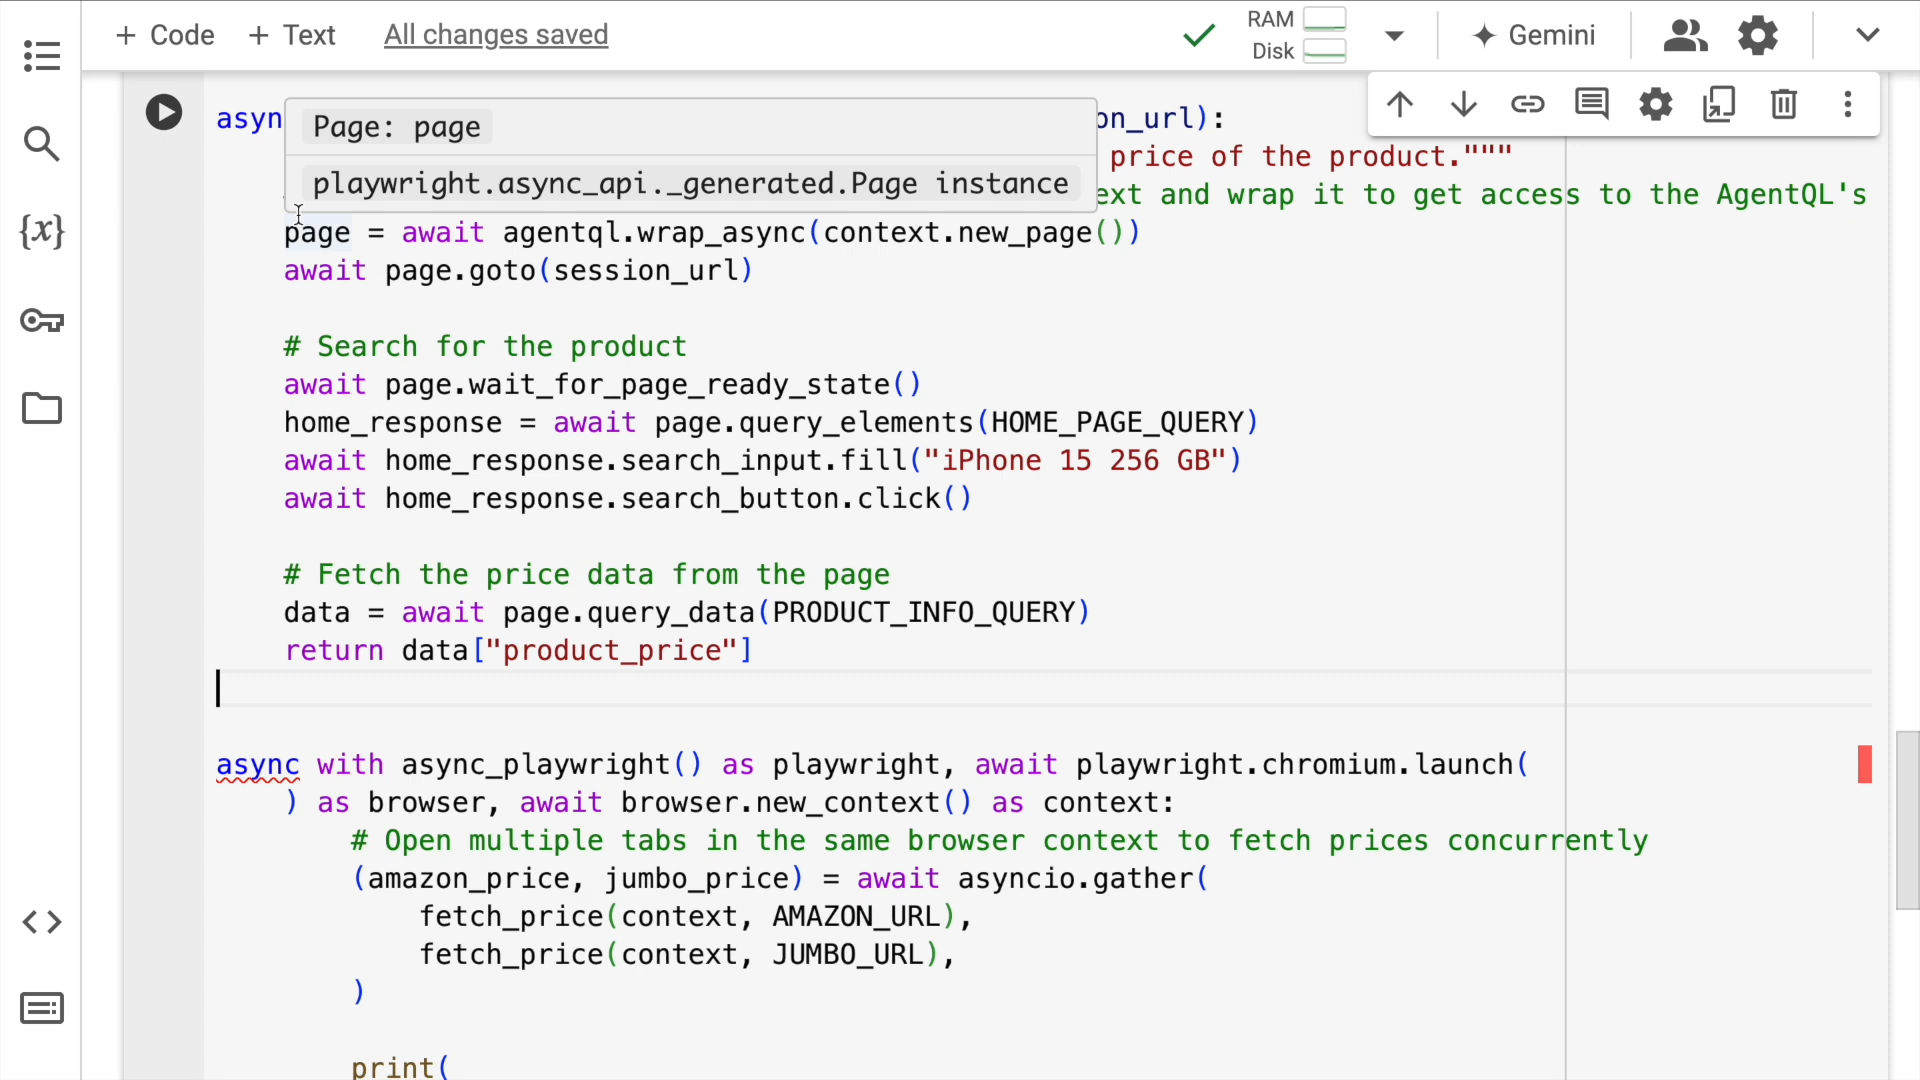 + Code + Text All changes saved RAM Disk Gemini
asyn on_url):
Page: page
price of the product."""
playwright.async_api._generated.Page instance
ext and wrap it to get access to the AgentQL's
page = await agentql.wrap_async(context.new_page())
await page.goto(session_url)
# Search for the product
await page.wait_for_page_ready_state()
home_response = await page.query_elements(HOME_PAGE_QUERY)
await home_response.search_input.fill("iPhone 15 256 GB")
await home_response.search_button.click()
# Fetch the price data from the page
data = await page.query_data(PRODUCT_INFO_QUERY)
return data["product_price"]
async with async_playwright() as playwright, await playwright.chromium.launch(
) as browser, await browser.new_context() as context:
# Open multiple tabs in the same browser context to fetch prices concurrently
(amazon_price, jumbo_price) = await asyncio.gather(
fetch_price(context, AMAZON_URL),
fetch_price(context, JUMBO_URL),
)
print(